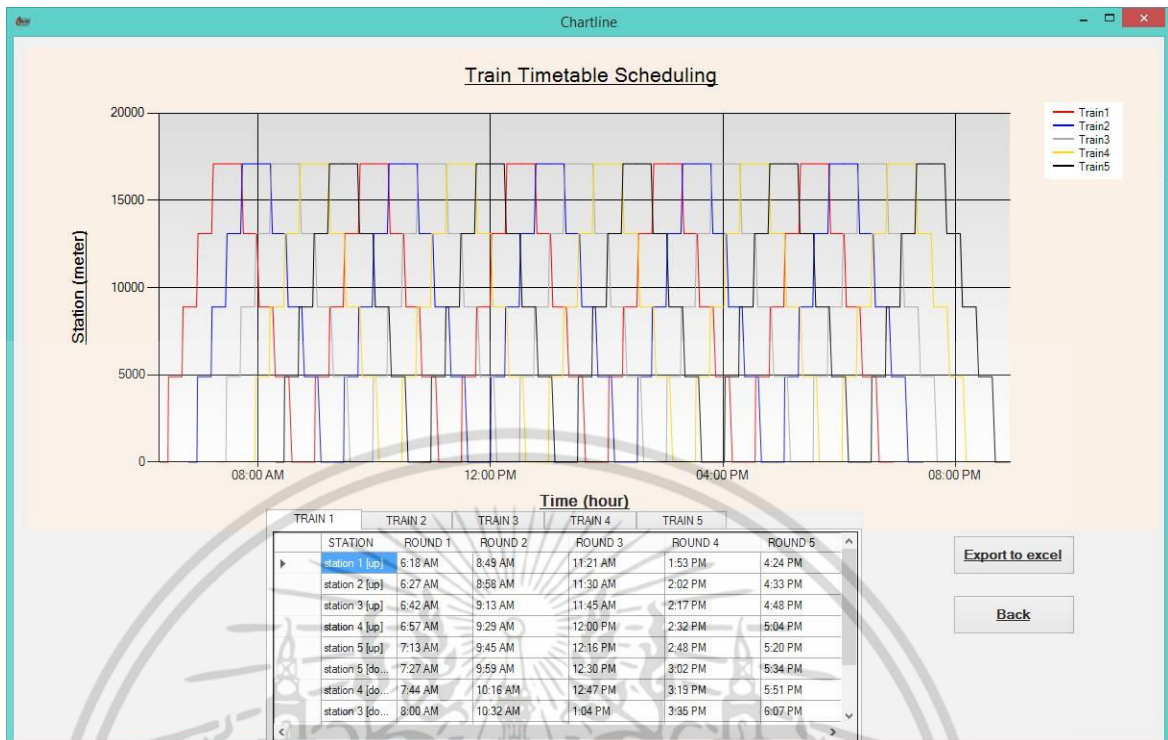 Chartline
Train Timetable Scheduling
Train1
Train2
Train3
Train4
Train5
Station (meter)
20000
15000
10000
5000
0
08:00 AM 12:00 PM 04:00 PM 08:00 PM
Time (hour)
TRAIN 1 TRAIN 2 TRAIN 3 TRAIN 4 TRAIN 5
STATION ROUND 1 ROUND 2 ROUND 3 ROUND 4 ROUND 5
station 1 [up] 6:18 AM 8:49 AM 11:21 AM 1:53 PM 4:24 PM
station 2 [up] 6:27 AM 8:58 AM 11:30 AM 2:02 PM 4:33 PM
station 3 [up] 6:42 AM 9:13 AM 11:45 AM 2:17 PM 4:48 PM
station 4 [up] 6:57 AM 9:29 AM 12:00 PM 2:32 PM 5:04 PM
station 5 [up] 7:13 AM 9:45 AM 12:16 PM 2:48 PM 5:20 PM
station 5 [do... 7:27 AM 9:59 AM 12:30 PM 3:02 PM 5:34 PM
station 4 [do... 7:44 AM 10:16 AM 12:47 PM 3:19 PM 5:51 PM
station 3 [do... 8:00 AM 10:32 AM 1:04 PM 3:35 PM 6:07 PM
Export to excel
Back